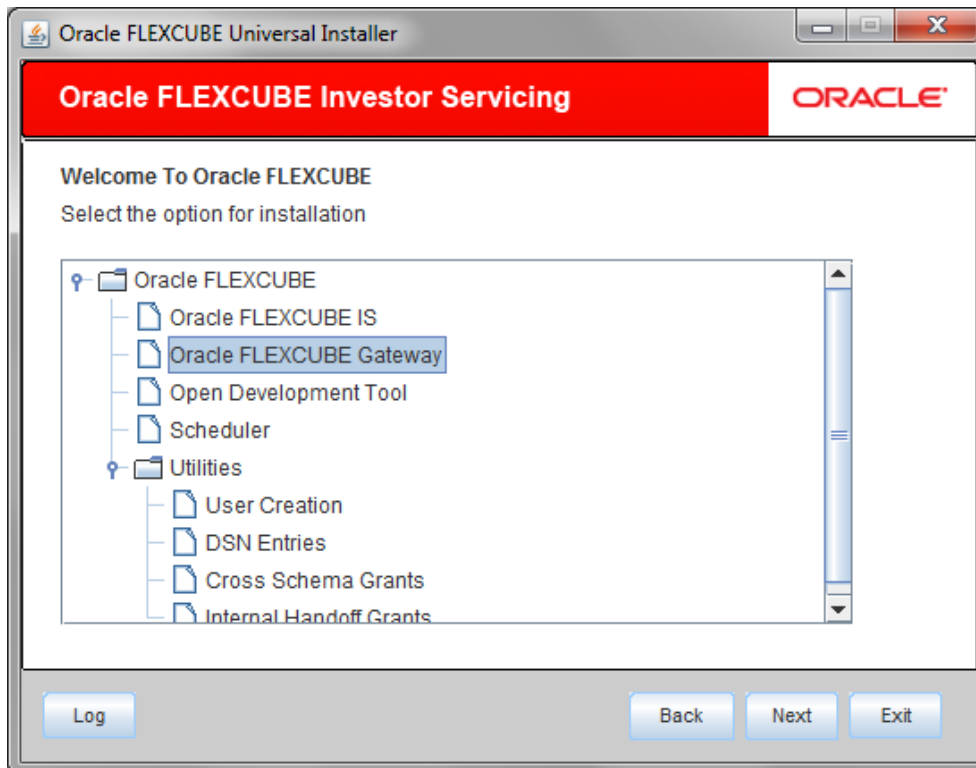 Oracle FLEXCUBE Universal Installer
Oracle FLEXCUBE Investor Servicing
ORACLE
Welcome To Oracle FLEXCUBE
Select the option for installation
Oracle FLEXCUBE
Oracle FLEXCUBE IS
Oracle FLEXCUBE Gateway
Open Development Tool
Scheduler
Utilities
User Creation
DSN Entries
Cross Schema Grants
Internal Handoff Grants
Log
Back
Next
Exit